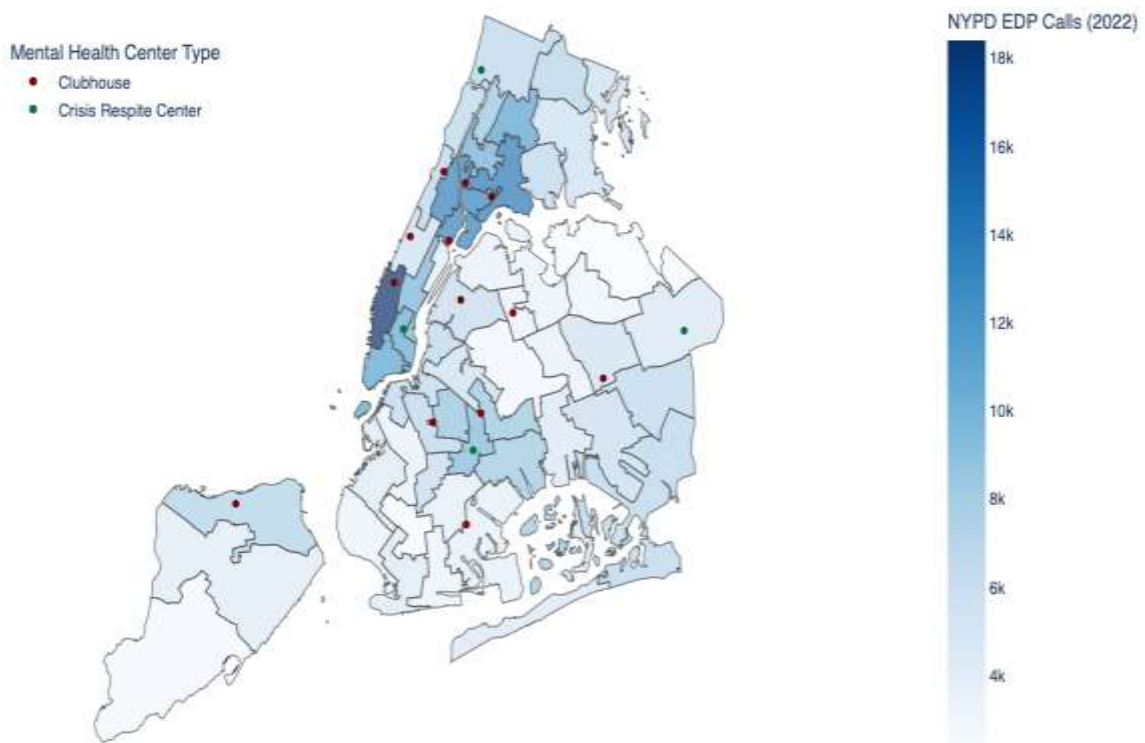 NYPD EDP Calls (2022)
Mental Health Center Type
Clubhouse
Crisis Respite Center
18k
16k
14k
12k
10k
8k
6k
4k